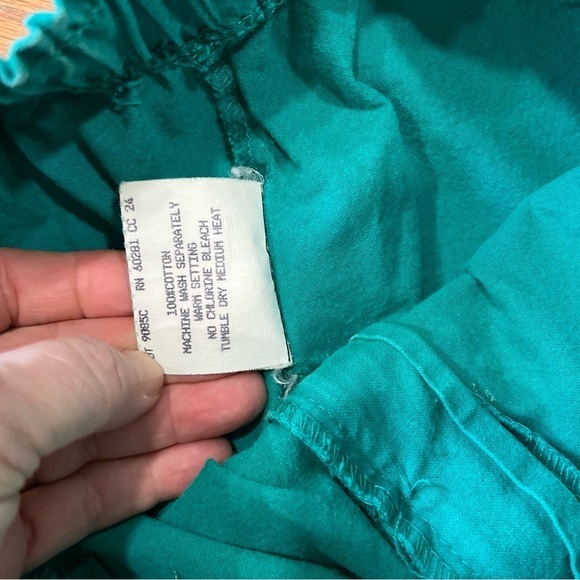 100%COTTON
MACHINE WASH SEPARATELY
WARM SETTING
NO CHLORINE BLEACH
TUMBLE DRY MEDIUM HEAT
9085C RN 60281 CC 24